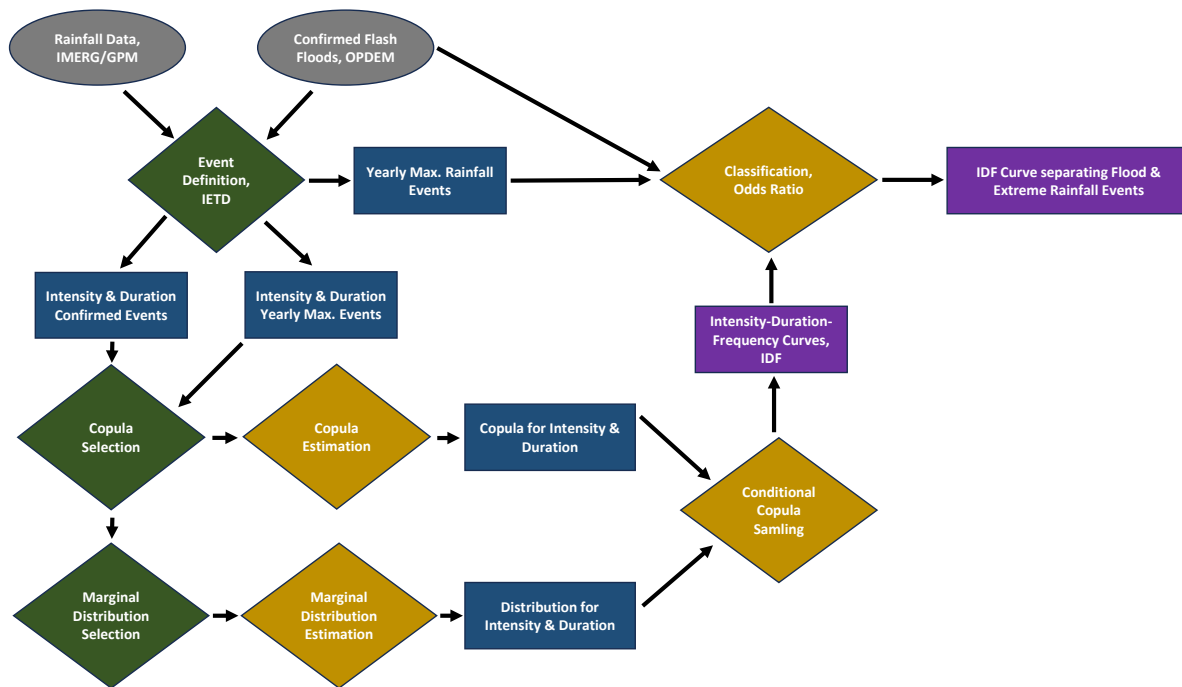 Rainfall Data,
IMERG/GPM
Confirmed Flash
Floods, OPDEM
Event
Definition,
IETD
Yearly Max. Rainfall
Events
Classification,
Odds Ratio
IDF Curve separating Flood &
Extreme Rainfall Events
Intensity & Duration
Confirmed Events
Intensity & Duration
Yearly Max. Events
Intensity-Duration-
Frequency Curves,
IDF
Copula
Selection
Copula
Estimation
Copula for Intensity &
Duration
Conditional
Copula
Samling
Marginal
Distribution
Selection
Marginal
Distribution
Estimation
Distribution for
Intensity & Duration